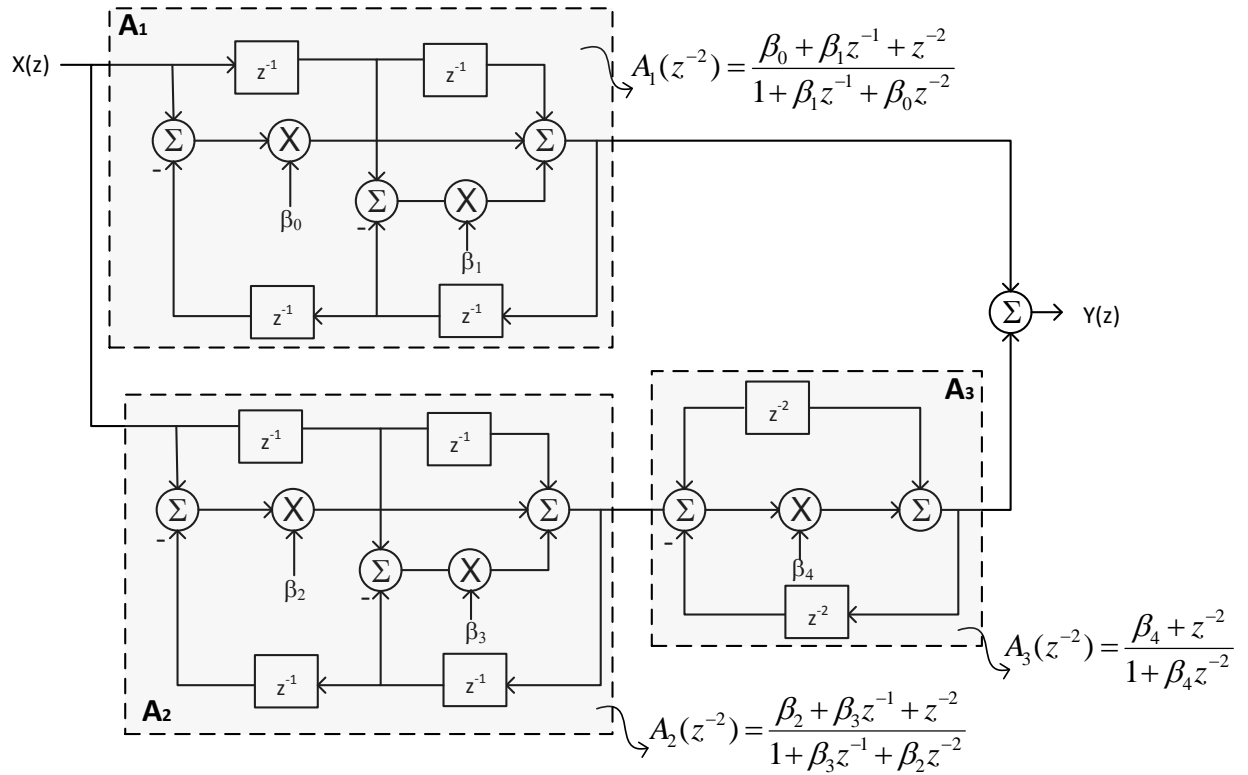 A₁
X(z)
z⁻¹
z⁻¹
A₁(z⁻²) = (β₀ + β₁z⁻¹ + z⁻²) / (1 + β₁z⁻¹ + β₀z⁻²)
Σ
X
Σ
-
Σ
X
β₀
-
β₁
z⁻¹
z⁻¹
Σ
Y(z)
A₃
z⁻¹
z⁻¹
z⁻²
Σ
X
Σ
Σ
X
Σ
-
-
Σ
X
β₂
β₄
-
β₃
z⁻²
z⁻¹
z⁻¹
A₃(z⁻²) = (β₄ + z⁻²) / (1 + β₄z⁻²)
A₂
A₂(z⁻²) = (β₂ + β₃z⁻¹ + z⁻²) / (1 + β₃z⁻¹ + β₂z⁻²)